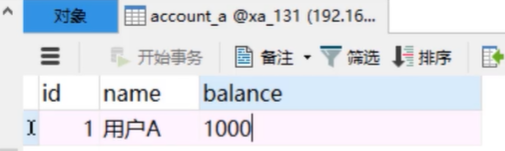 对象 account_a @xa_131 (192.16...
开始事务 备注 筛选 排序
id name balance
1 用户A 1000